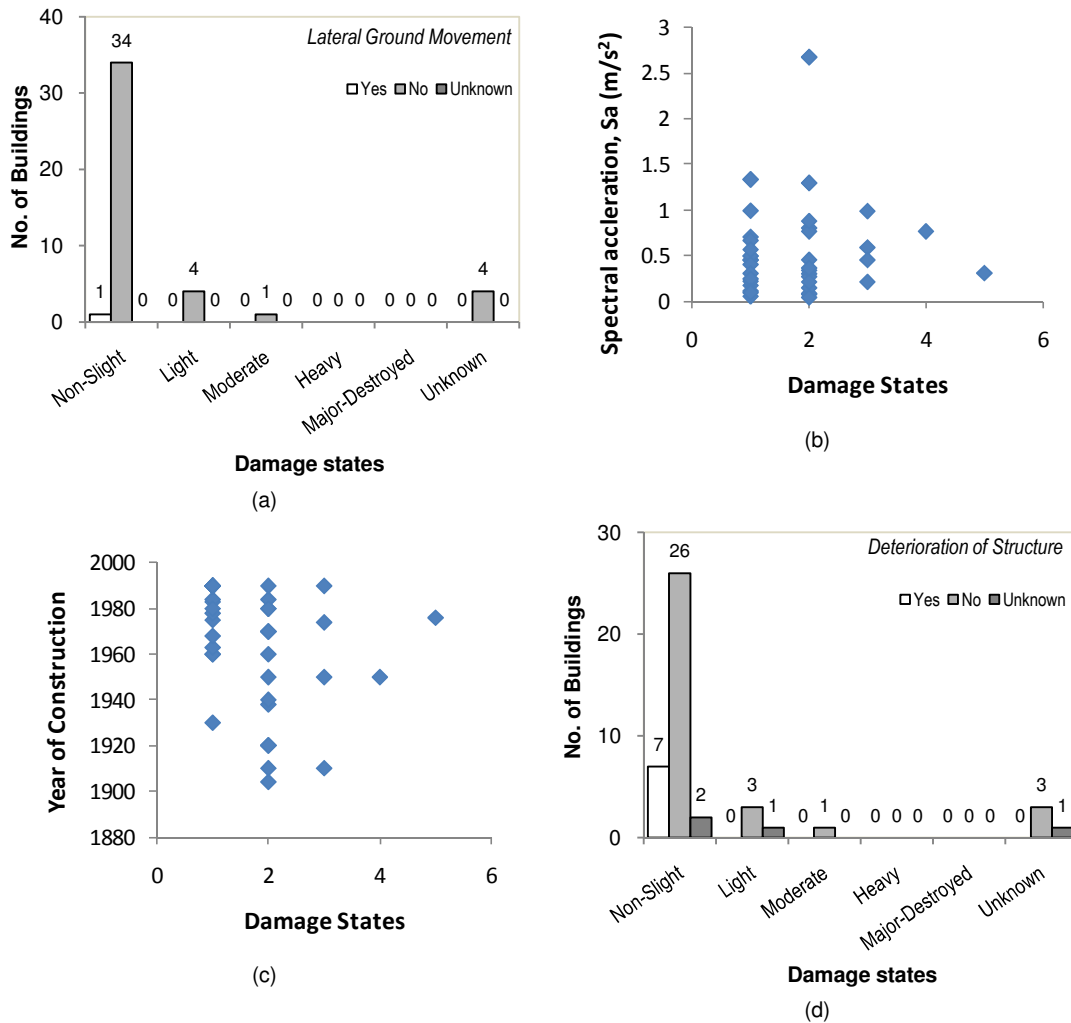 Lateral Ground Movement
Yes No Unknown
No. of Buildings
40
30
20
10
0
1 34 0 0 4 0 0 1 0 0 0 0 0 0 0 0 4 0
Non-Slight Light Moderate Heavy Major-Destroyed Unknown
Damage states
(a)
Spectral accleration, Sa (m/s²)
3
2.5
2
1.5
1
0.5
0
0 2 4 6
Damage States
(b)
Year of Construction
2000
1980
1960
1940
1920
1900
1880
0 2 4 6
Damage States
(c)
Deterioration of Structure
Yes No Unknown
No. of Buildings
30
20
10
0
7 26 2 0 3 1 0 1 0 0 0 0 0 0 0 0 3 1
Non-Slight Light Moderate Heavy Major-Destroyed Unknown
Damage states
(d)